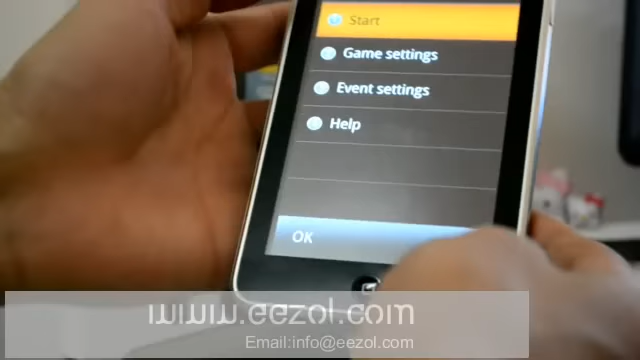 Start
Game settings
Event settings
Help
OK
www.eezol.com
Email:info@eezol.com